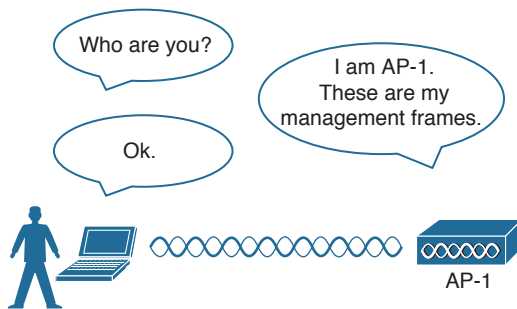 Who are you?
I am AP-1.
These are my
management frames.
Ok.
AP-1